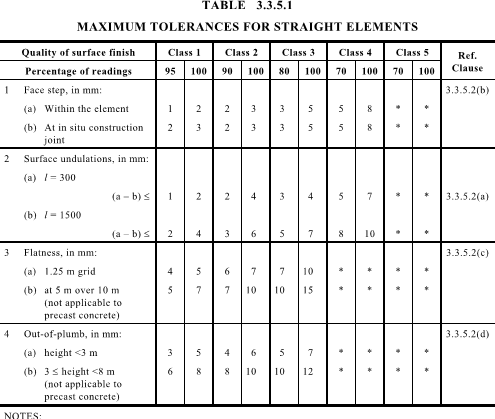 TABLE 3.3.5.1
MAXIMUM TOLERANCES FOR STRAIGHT ELEMENTS
Quality of surface finish Class 1 Class 2 Class 3 Class 4 Class 5 Ref. Clause
Percentage of readings 95 100 90 100 80 100 70 100 70 100
1 Face step, in mm: 3.3.5.2(b)
(a) Within the element 1 2 2 3 3 5 5 8 * *
(b) At in situ construction 2 3 2 3 3 5 5 8 * *
joint
2 Surface undulations, in mm:
(a) l = 300
(a – b) ≤ 1 2 2 4 3 4 5 7 * * 3.3.5.2(a)
(b) l = 1500
(a – b) ≤ 2 4 3 6 5 7 8 10 * *
3 Flatness, in mm: 3.3.5.2(c)
(a) 1.25 m grid 4 5 6 7 7 10 * * * *
(b) at 5 m over 10 m 5 7 7 10 10 15 * * * *
(not applicable to
precast concrete)
4 Out-of-plumb, in mm: 3.3.5.2(d)
(a) height <3 m 3 5 4 6 5 7 * * * *
(b) 3 ≤ height <8 m 6 8 8 10 10 12 * * * *
(not applicable to
precast concrete)
NOTES: